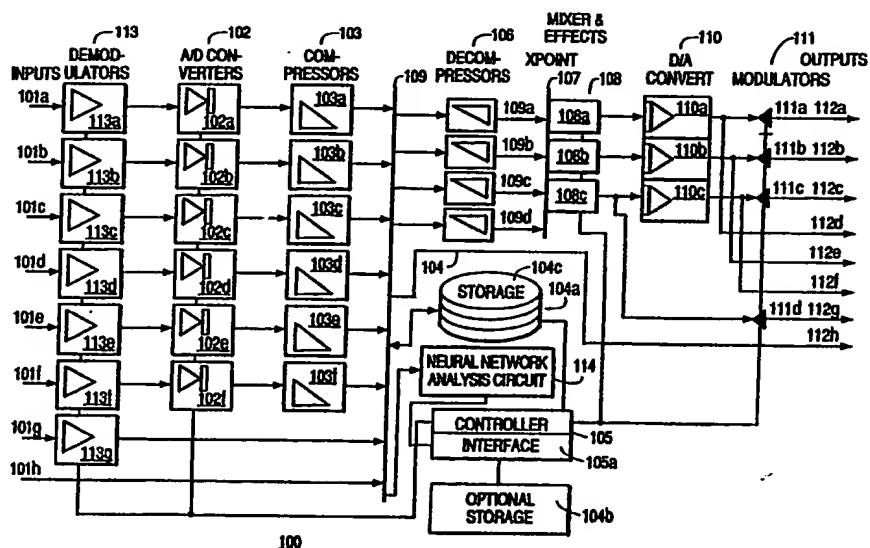 113
102
103
106
MIXER &
EFFECTS
110
111
INPUTS
DEMOD-
ULATORS
A/D CON-
VERTERS
COM-
PRESSORS
109
DECOM-
PRESSORS
XPOINT
107
108
D/A
CONVERT
MODULATORS
OUTPUTS
101a
113a
102a
103a
109a
108a
110a
111a 112a
101b
113b
102b
103b
109b
108b
110b
111b 112b
101c
113c
102c
103c
109c
108c
110c
111c 112c
109d
112d
101d
113d
102d
103d
104
104c
112e
STORAGE
104a
112f
101e
113e
102e
103e
111d 112g
112h
101f
113f
102f
103f
NEURAL NETWORK
ANALYSIS CIRCUIT
114
101g
113g
CONTROLLER
105
INTERFACE
105a
101h
OPTIONAL
STORAGE
104b
100